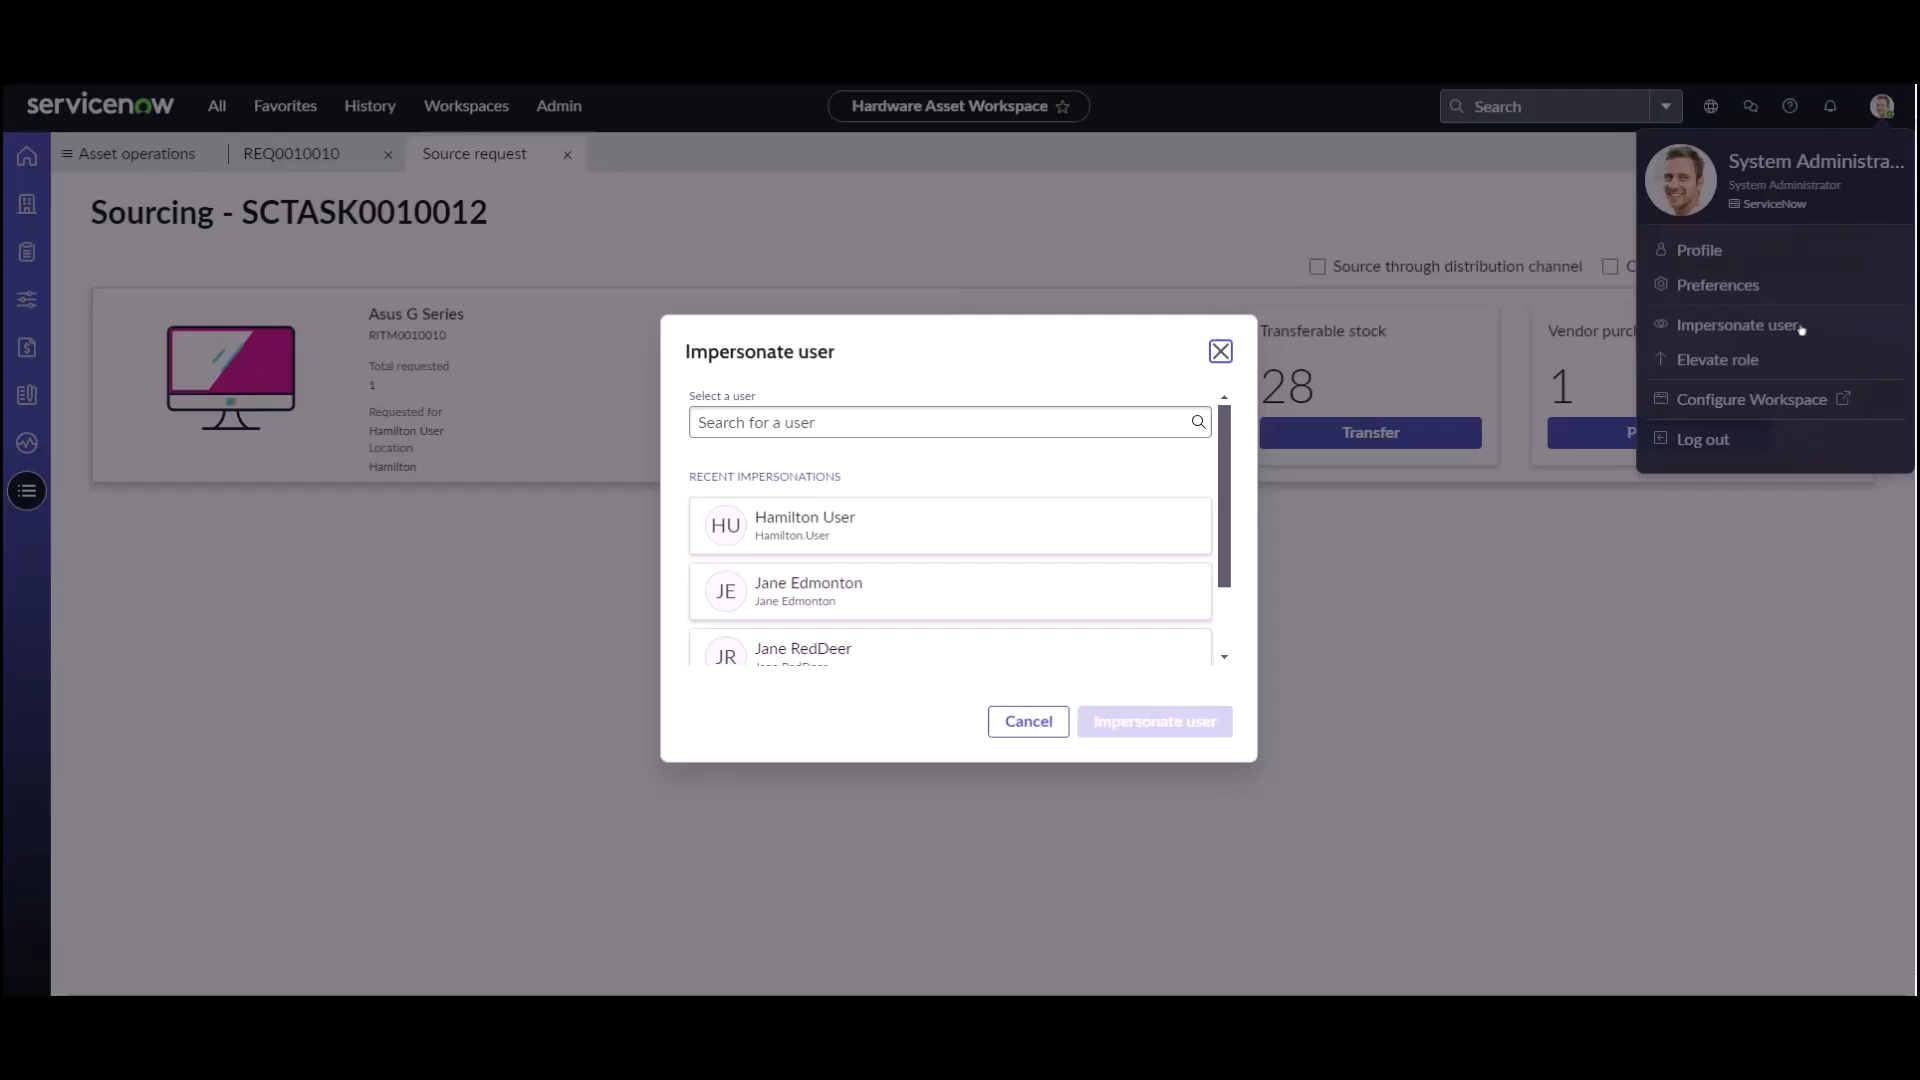 servicenow All Favorites History Workspaces Admin Hardware Asset Workspace Search
Asset operations REQ0010010 Source request
System Administra...
System Administrator
ServiceNow
Sourcing - SCTASK0010012
Profile
Source through distribution channel
Preferences
Asus G Series
RITM0010010
Total requested
1
Requested for
Hamilton User
Location
Hamilton
Transferable stock
28
Transfer
1
Impersonate user
Elevate role
Configure Workspace
Log out
Impersonate user
Select a user
Search for a user
RECENT IMPERSONATIONS
HU Hamilton User
Hamilton.User
JE Jane Edmonton
Jane Edmonton
JR Jane RedDeer
Cancel Impersonate user